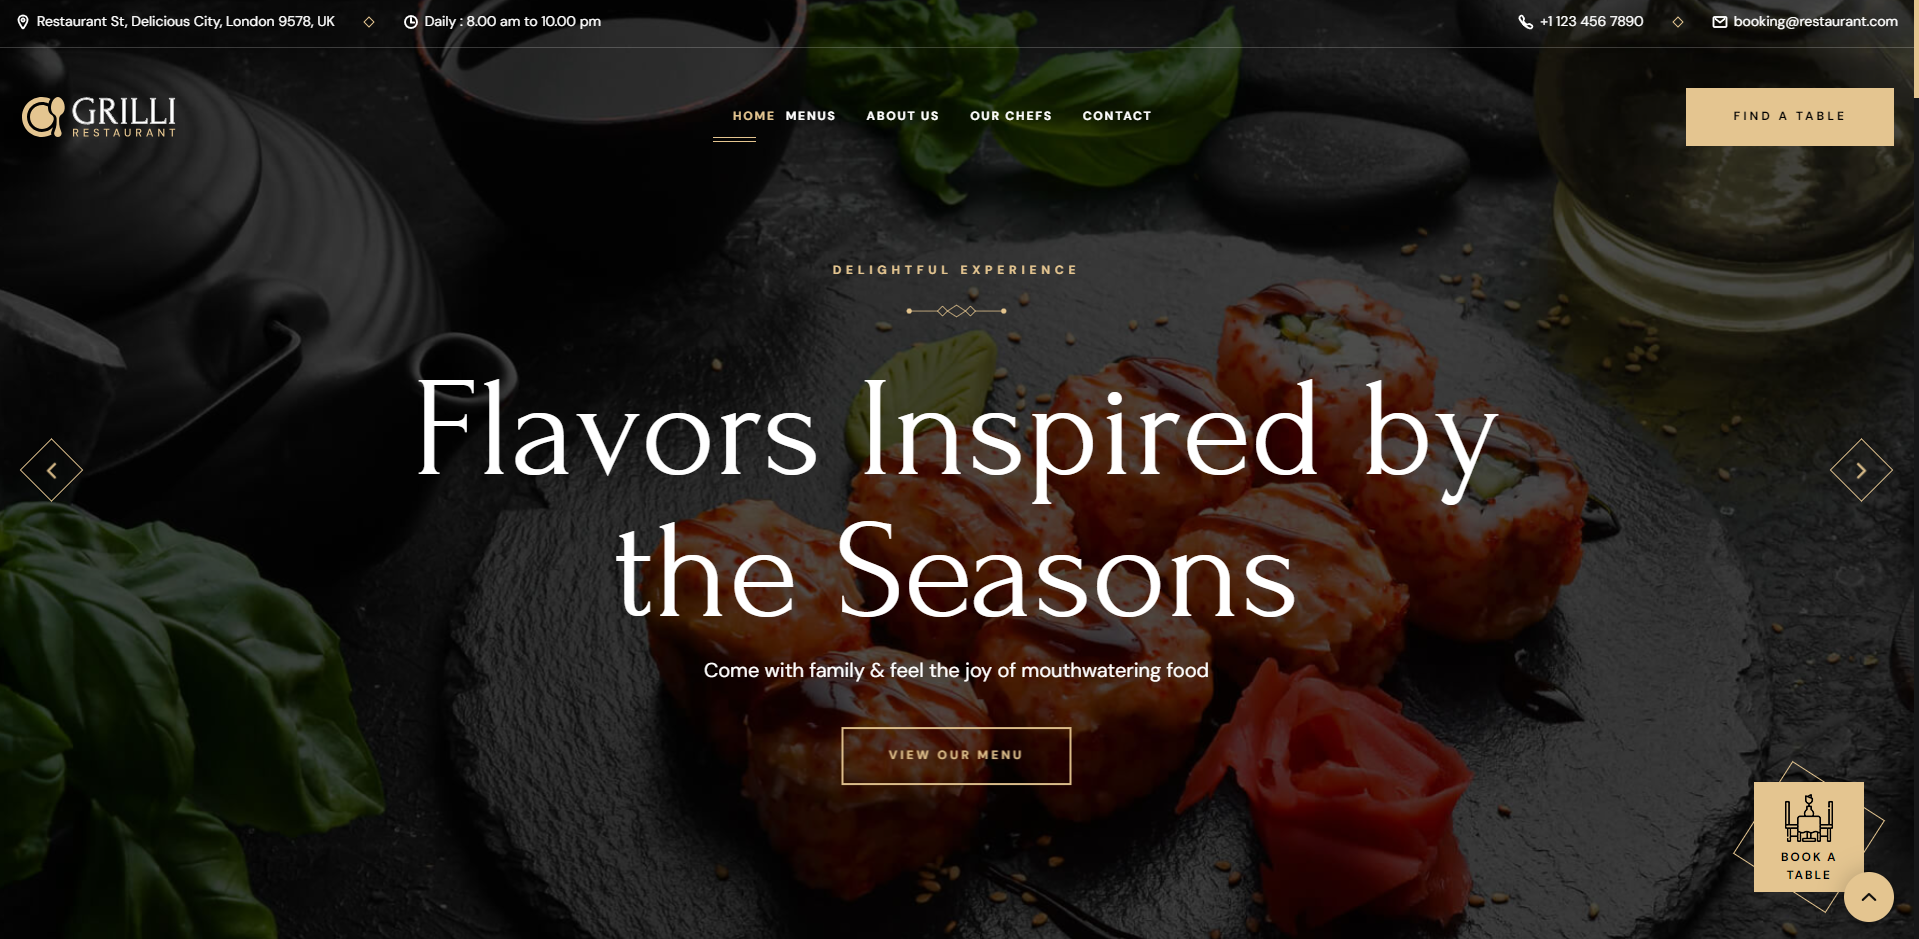 Restaurant St, Delicious City, London 9578, UK
Daily : 8.00 am to 10.00 pm
+1 123 456 7890
booking@restaurant.com
GRILLI
RESTAURANT
HOME MENUS ABOUT US OUR CHEFS CONTACT
FIND A TABLE
DELIGHTFUL EXPERIENCE
Flavors Inspired by
the Seasons
Come with family & feel the joy of mouthwatering food
VIEW OUR MENU
BOOK A
TABLE